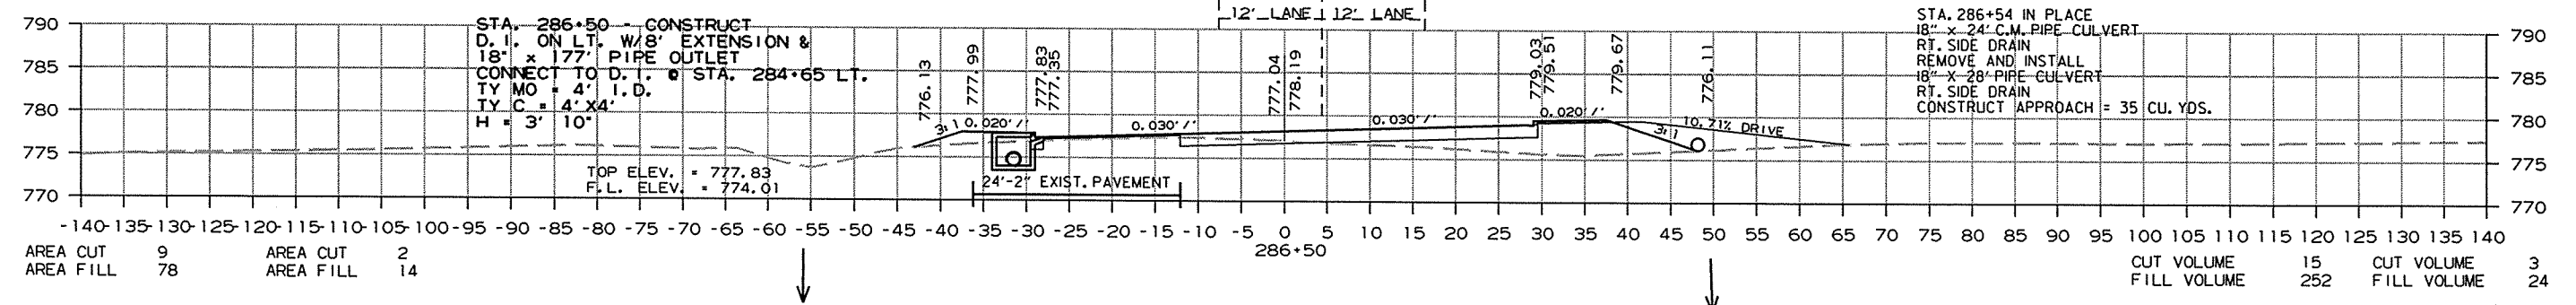 12' LANE 12' LANE
790
785
780
775
770
STA. 286+50 - CONSTRUCT
D.I. ON LT. W/8' EXTENSION &
18" x 177' PIPE OUTLET
CONNECT TO D.I. @ STA. 284+65 LT.
TY MO = 4' I.D.
TY C = 4'X4'
H = 3' 10"
776.13
777.99
777.83
777.35
777.04
778.19
779.03
779.51
779.67
776.11
STA. 286+54 IN PLACE
18" x 24' C.M. PIPE CULVERT
RT. SIDE DRAIN
REMOVE AND INSTALL
18" X 28' PIPE CULVERT
RT. SIDE DRAIN
CONSTRUCT APPROACH = 35 CU. YDS.
790
785
780
775
770
3:1 0.020'/' 0.030'/' 0.030'/' 0.020'/' 3:1 10.71% DRIVE
TOP ELEV. = 777.83
F.L. ELEV. = 774.01
24'-2" EXIST. PAVEMENT
-140 -135 -130 -125 -120 -115 -110 -105 -100 -95 -90 -85 -80 -75 -70 -65 -60 -55 -50 -45 -40 -35 -30 -25 -20 -15 -10 -5 0 5 10 15 20 25 30 35 40 45 50 55 60 65 70 75 80 85 90 95 100 105 110 115 120 125 130 135 140
286+50
AREA CUT 9 AREA CUT 2
AREA FILL 78 AREA FILL 14
CUT VOLUME 15 CUT VOLUME 3
FILL VOLUME 252 FILL VOLUME 24